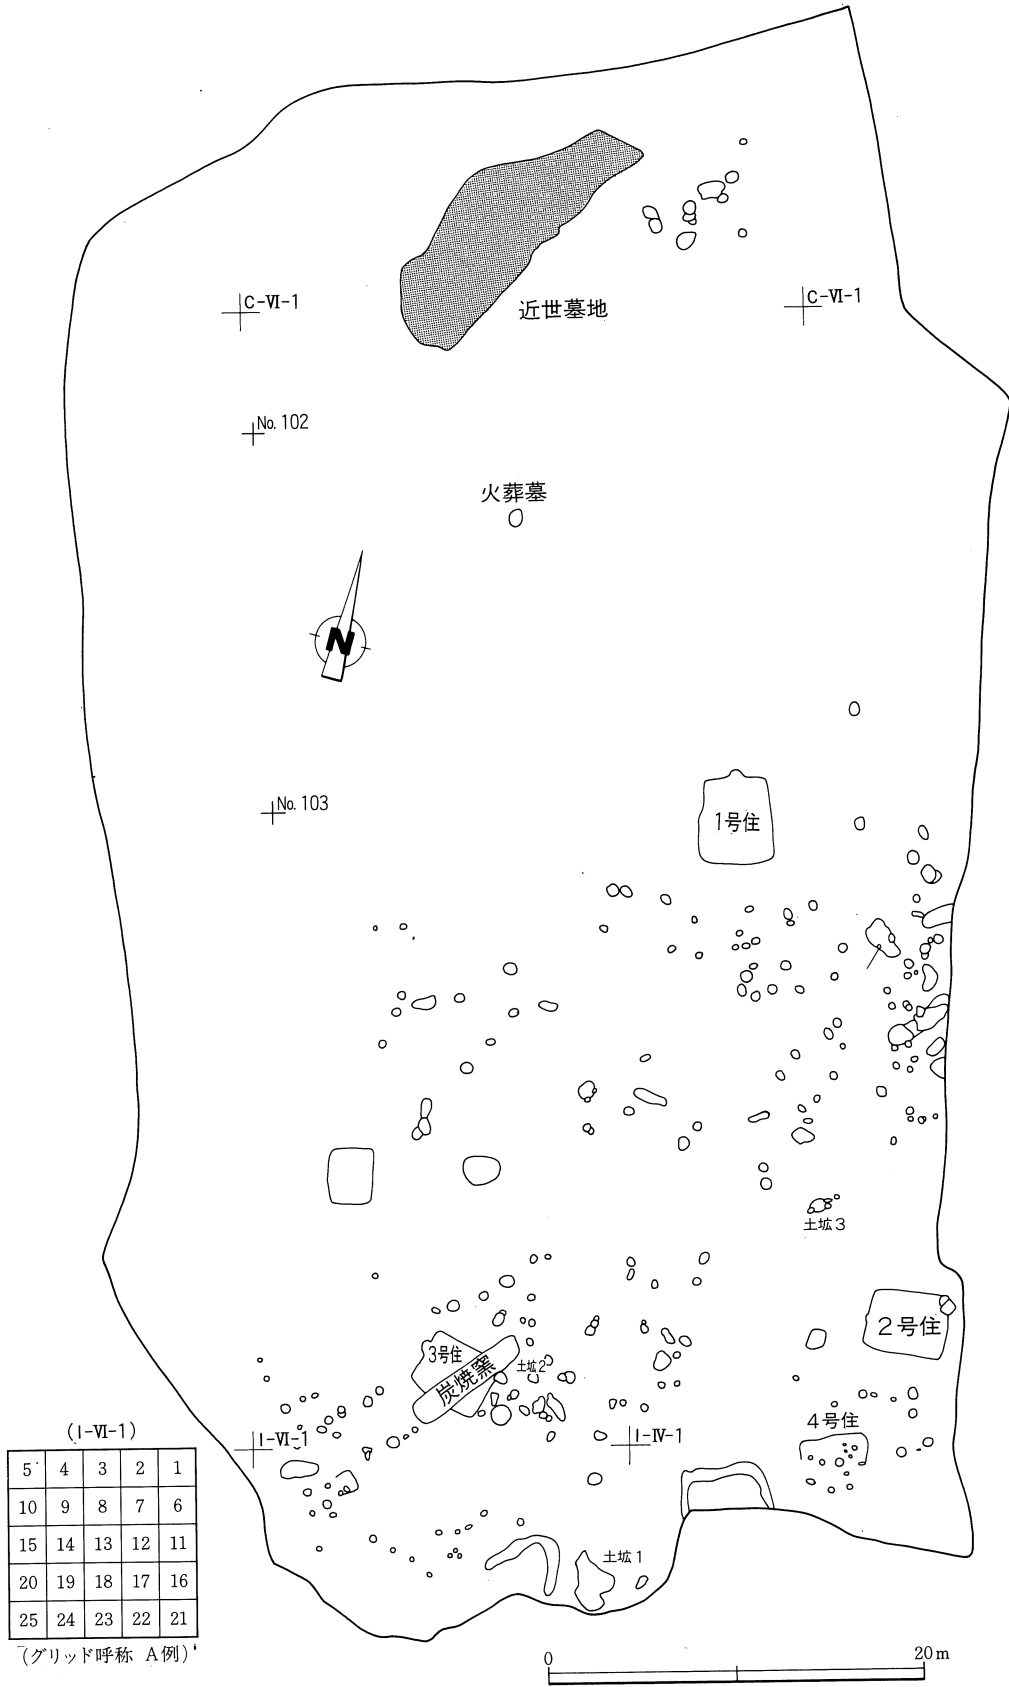 C-Ⅵ-1
近世墓地
C-Ⅵ-1
No. 102
火葬墓
N
No. 103
1号住
土坑3
2号住
3号住
炭焼窯
土坑2
4号住
I-Ⅵ-1
I-Ⅳ-1
土坑1
(I-Ⅵ-1)
5 4 3 2 1
10 9 8 7 6
15 14 13 12 11
20 19 18 17 16
25 24 23 22 21
(グリッド呼称 A例)
0 20m